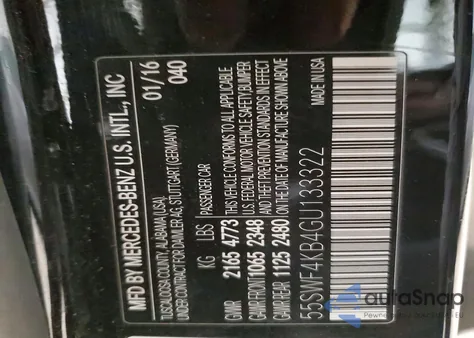 MFD BY MERCEDES-BENZ U.S. INTL., INC
TUSCALOOSA COUNTY, ALABAMA (USA)
UNDER CONTRACT FOR DAIMLER AG, STUTTGART (GERMANY)
01/16 040
KG LBS PASSENGER CAR
GVWR 2165 4773 THIS VEHICLE CONFORMS TO ALL APPLICABLE
GAWR-FRONT 1065 2348 U.S. FEDERAL MOTOR VEHICLE SAFETY/BUMPER
GAWR-REAR 1125 2480 AND THEFT PREVENTION STANDARDS IN EFFECT
ON THE DATE OF MANUFACTURE SHOWN ABOVE
55SWF4KB4GU133322
MADE IN USA
autoSnap